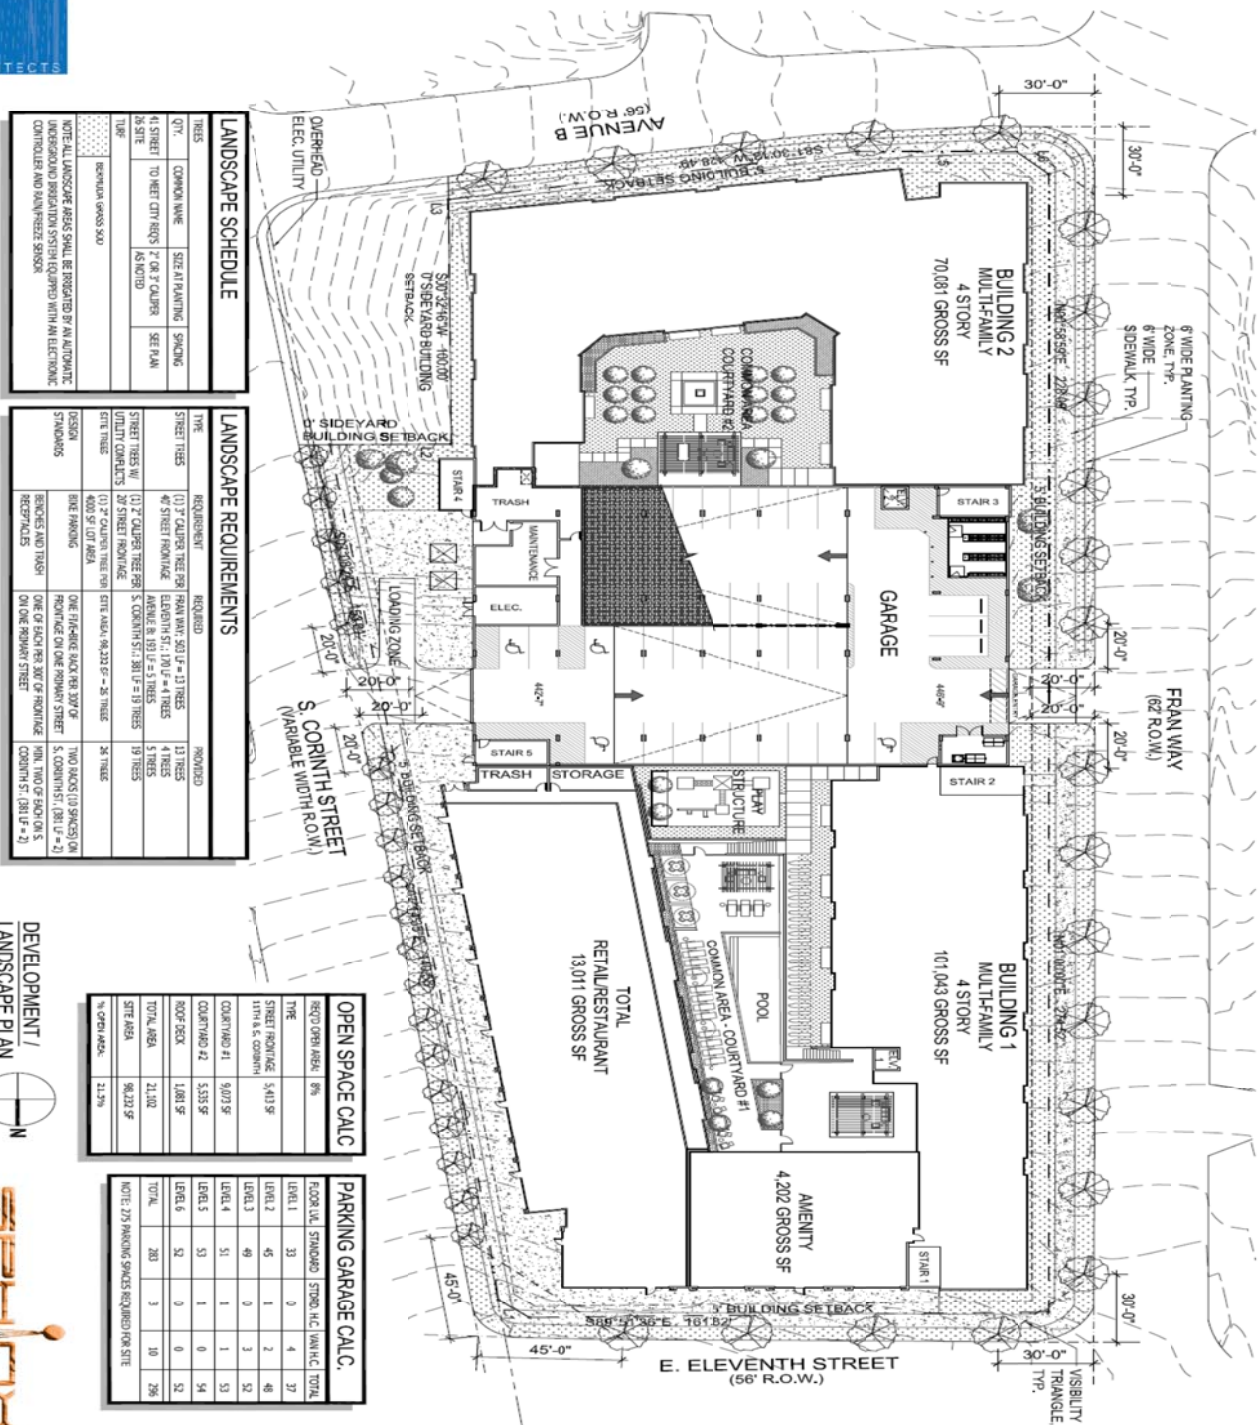 TECTS
AVENUE B
(56' R.O.W.)
OVERHEAD
ELEC. UTILITY
30'-0"
30'-0"
5' BUILDING SETBACK
BUILDING 2
MULTI-FAMILY
4 STORY
70,081 GROSS SF
6' WIDE PLANTING
ZONE, TYP.
6' WIDE
SIDEWALK, TYP.
0' SIDEYARD BUILDING
SETBACK
COMMON AREA
COURTYARD #2
0' SIDEYARD
BUILDING SETBACK
L2
L3
STAIR 4
TRASH
MAINTENANCE
ELEC.
LOADING ZONE
GARAGE
STAIR 3
5' BUILDING SETBACK
20'-0"
20'-0"
20'-0"
20'-0"
20'-0"
20'-0"
20'-0"
20'-0"
FRAN WAY
(62' R.O.W.)
S. CORINTH STREET
(VARIABLE WIDTH R.O.W.)
STAIR 5
TRASH
STORAGE
PLAY
STRUCTURE
STAIR 2
5' BUILDING SETBACK
TOTAL
RETAIL/RESTAURANT
13,011 GROSS SF
COMMON AREA - COURTYARD #1
POOL
BUILDING 1
MULTI-FAMILY
4 STORY
101,043 GROSS SF
AMENITY
4,202 GROSS SF
STAIR 1
5' BUILDING SETBACK
45'-0"
45'-0"
30'-0"
30'-0"
E. ELEVENTH STREET
(56' R.O.W.)
VISIBILITY
TRIANGLE,
TYP.
LANDSCAPE SCHEDULE
TREES
QTY. COMMON NAME SIZE AT PLANTING SPACING
41 STREET TO MEET CITY REQ'S 2" OR 3" CALIPER SEE PLAN
26 SITE AS NOTED
TURF
BERMUDA GRASS SOD
NOTE: ALL LANDSCAPE AREAS SHALL BE IRRIGATED BY AN AUTOMATIC
UNDERGROUND IRRIGATION SYSTEM EQUIPPED WITH AN ELECTRONIC
CONTROLLER AND RAIN/FREEZE SENSOR
LANDSCAPE REQUIREMENTS
TYPE REQUIREMENT REQUIRED PROVIDED
STREET TREES (1) 3" CALIPER TREE PER FRAN WAY: 503 LF = 13 TREES 13 TREES
40' STREET FRONTAGE ELEVENTH ST.: 170 LF = 4 TREES 4 TREES
AVENUE B: 193 LF = 5 TREES 5 TREES
STREET TREES W/ (1) 2" CALIPER TREE PER S. CORINTH ST.: 381 LF = 19 TREES 19 TREES
UTILITY CONFLICTS 20' STREET FRONTAGE
SITE TREES (1) 2" CALIPER TREE PER SITE AREA: 98,232 SF = 26 TREES 26 TREES
4000 SF LOT AREA
DESIGN BIKE PARKING ONE FIVE-BIKE RACK PER 300' OF TWO RACKS (10 SPACES) ON
STANDARDS FRONTAGE ON ONE PRIMARY STREET S. CORINTH ST. (381 LF = 2)
BENCHES AND TRASH ONE OF EACH PER 300' OF FRONTAGE MIN. TWO OF EACH ON S.
RECEPTACLES ON ONE PRIMARY STREET CORINTH ST. (381 LF = 2)
OPEN SPACE CALC
REQ'D OPEN AREA: 8%
TYPE
STREET FRONTAGE 5,413 SF
11TH & S. CORINTH
COURTYARD #1 9,073 SF
COURTYARD #2 5,535 SF
ROOF DECK 1,081 SF
TOTAL AREA 21,102
SITE AREA 98,232 SF
% OPEN AREA: 21.5%
PARKING GARAGE CALC.
FLOOR LVL. STANDARD STDRD. H.C. VAN H.C. TOTAL
LEVEL 1 33 0 4 37
LEVEL 2 45 1 2 48
LEVEL 3 49 0 3 52
LEVEL 4 51 1 1 53
LEVEL 5 53 1 0 54
LEVEL 6 52 0 0 52
TOTAL 283 3 10 296
NOTE: 275 PARKING SPACES REQUIRED FOR SITE
DEVELOPMENT /
LANDSCAPE PLAN
N